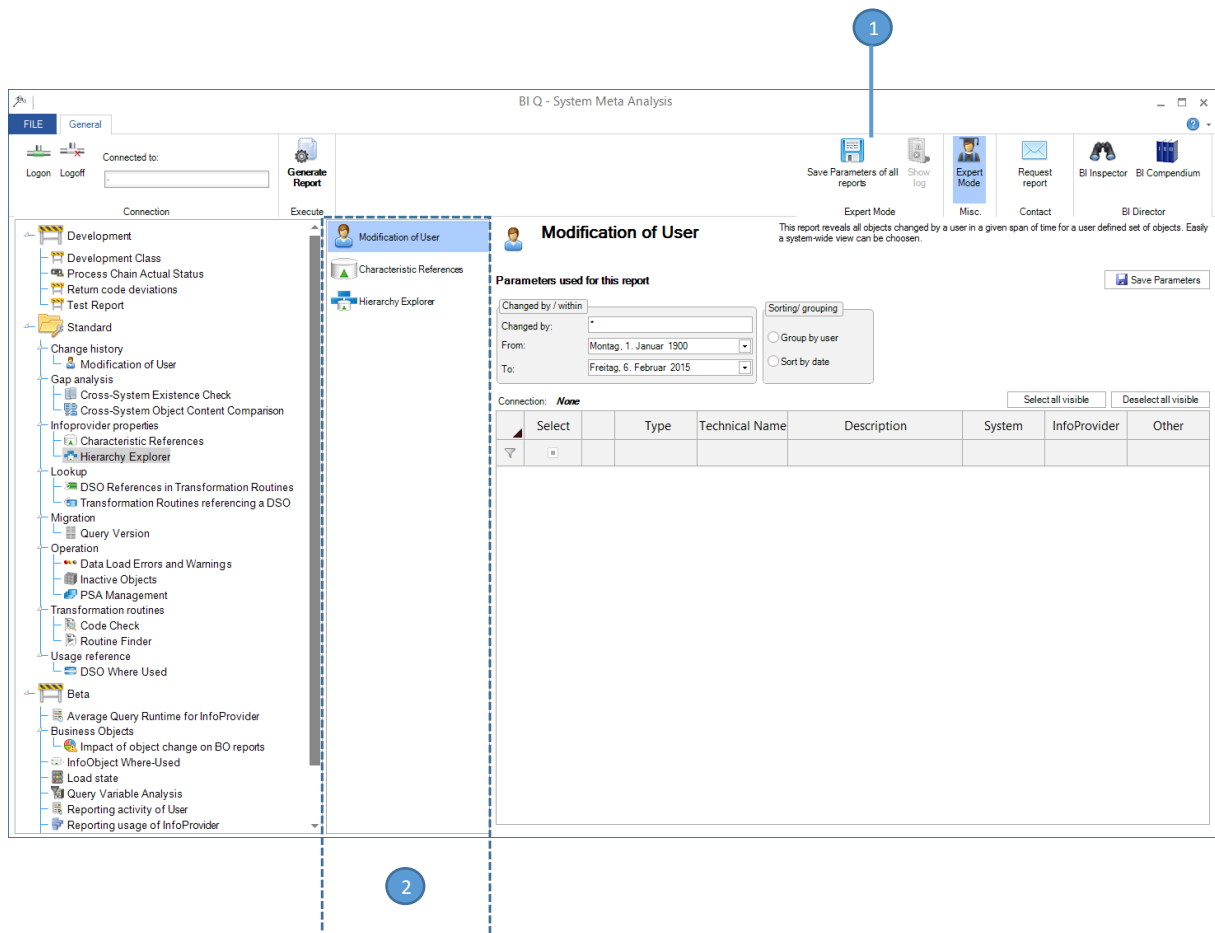 1
BI Q - System Meta Analysis
FILE General
Logon Logoff
Connected to:
-
Connection
Generate
Report
Execute
Save Parameters of all
reports
Show
log
Expert Mode
Expert
Mode
Misc.
Request
report
Contact
BI Inspector BI Compendium
BI Director
Development
Development Class
Process Chain Actual Status
Return code deviations
Test Report
Standard
Change history
Modification of User
Gap analysis
Cross-System Existence Check
Cross-System Object Content Comparison
Infoprovider properties
Characteristic References
Hierarchy Explorer
Lookup
DSO References in Transformation Routines
Transformation Routines referencing a DSO
Migration
Query Version
Operation
Data Load Errors and Warnings
Inactive Objects
PSA Management
Transformation routines
Code Check
Routine Finder
Usage reference
DSO Where Used
Beta
Average Query Runtime for InfoProvider
Business Objects
Impact of object change on BO reports
InfoObject Where-Used
Load state
Query Variable Analysis
Reporting activity of User
Reporting usage of InfoProvider
Modification of User
Characteristic References
Hierarchy Explorer
Modification of User
This report reveals all objects changed by a user in a given span of time for a user defined set of objects. Easily
a system-wide view can be choosen.
Parameters used for this report
Save Parameters
Changed by / within
Changed by: *
From: Montag, 1. Januar 1900
To: Freitag, 6. Februar 2015
Sorting/ grouping
Group by user
Sort by date
Connection: None
Select all visible Deselect all visible
Select Type Technical Name Description System InfoProvider Other
2